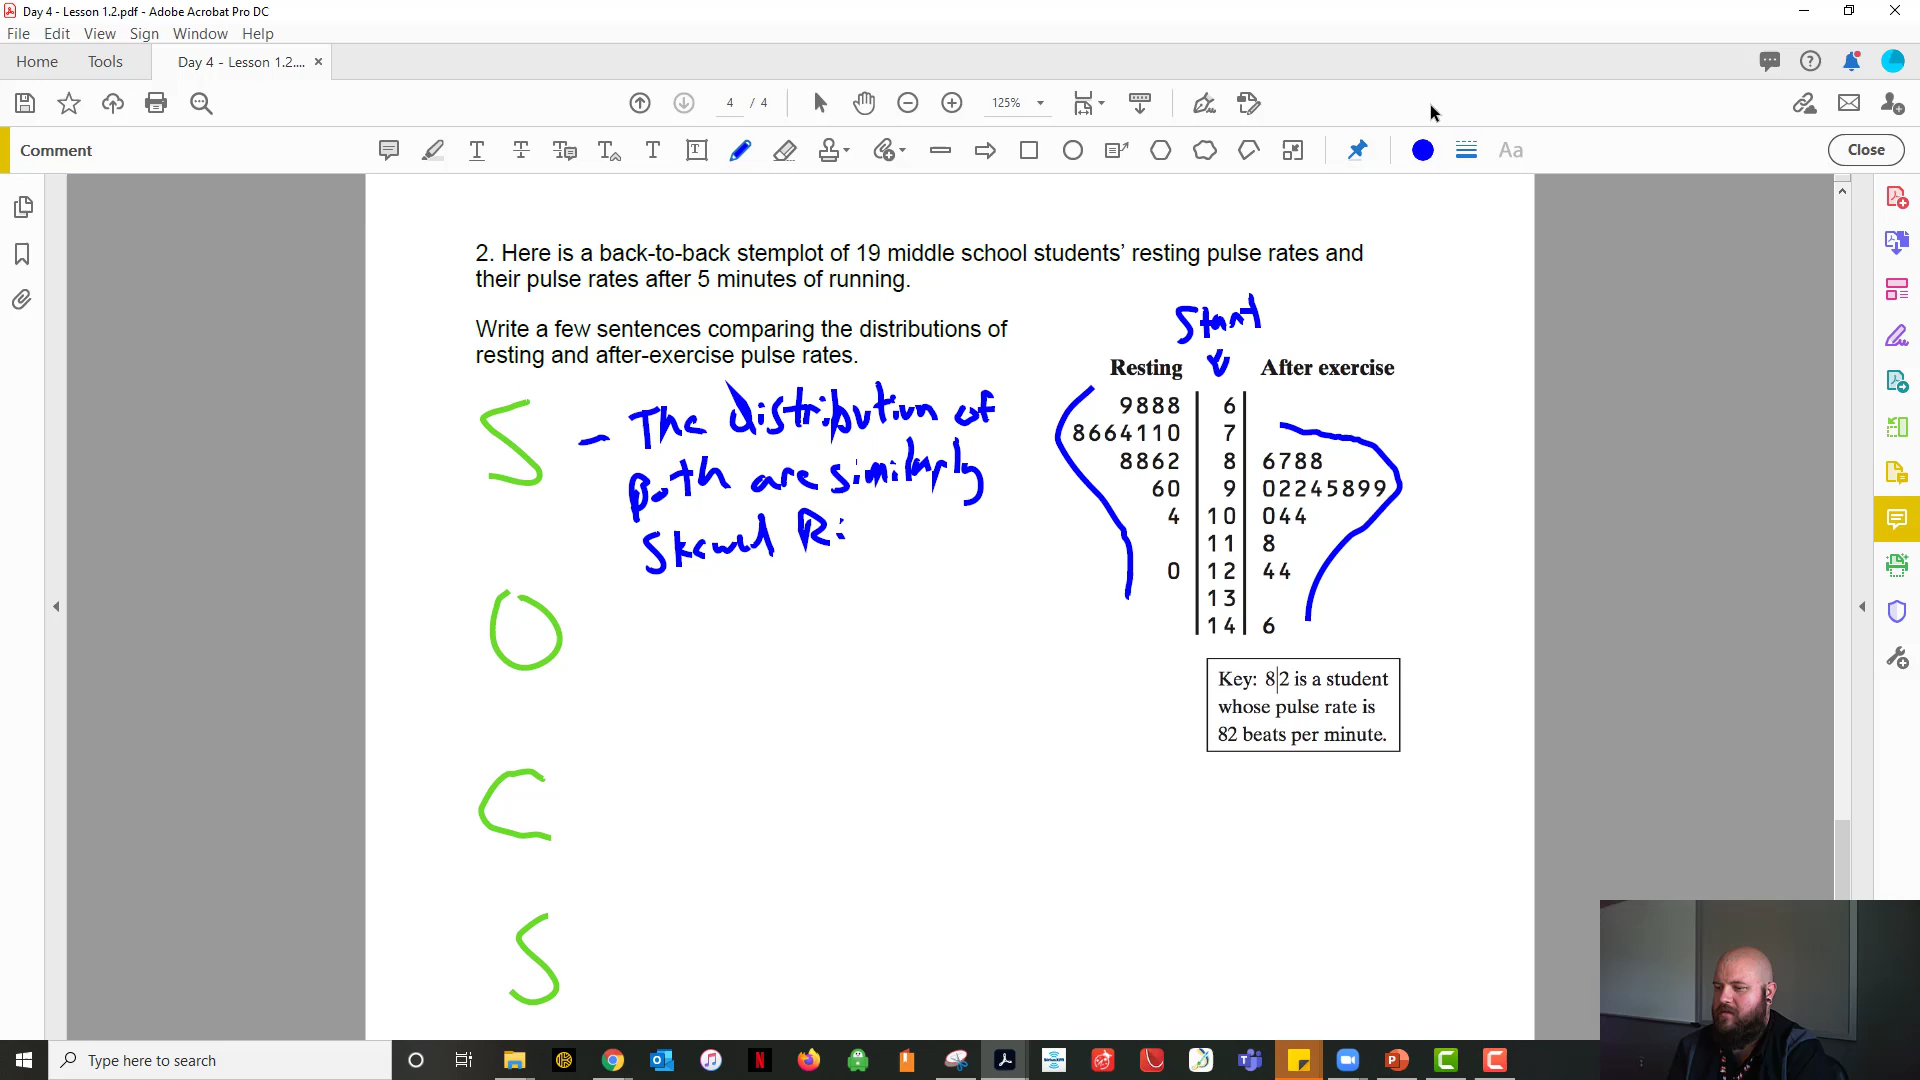 Day 4 - Lesson 1.2.pdf - Adobe Acrobat Pro DC
File Edit View Sign Window Help
Home Tools Day 4 - Lesson 1.2.... ×
4 / 4 125%
Comment
T T T Aa Close
2. Here is a back-to-back stemplot of 19 middle school students’ resting pulse rates and
their pulse rates after 5 minutes of running.
Write a few sentences comparing the distributions of
resting and after-exercise pulse rates.
Start
Resting After exercise
9888 6
8664110 7
8862 8 6788
60 9 02245899
4 10 044
11 8
0 12 44
13
14 6
Key: 8|2 is a student
whose pulse rate is
82 beats per minute.
S - The distribution of
both are similarly
Skewed Ri
O
C
S
Type here to search